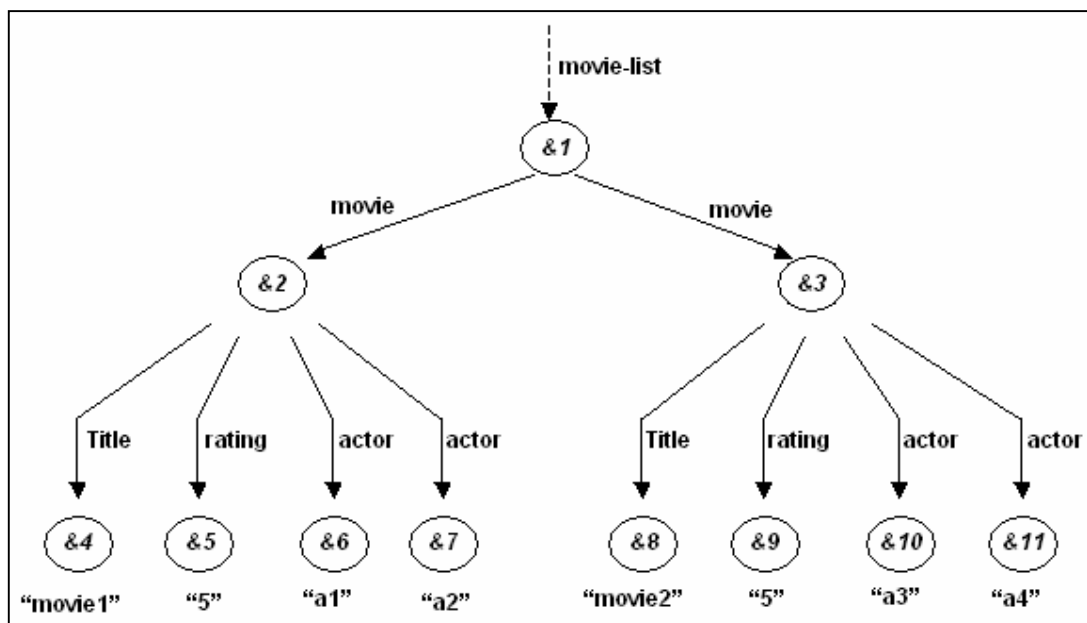 movie-list
&1
movie movie
&2 &3
Title rating actor actor Title rating actor actor
&4 &5 &6 &7 &8 &9 &10 &11
“movie1” “5” “a1” “a2” “movie2” “5” “a3” “a4”